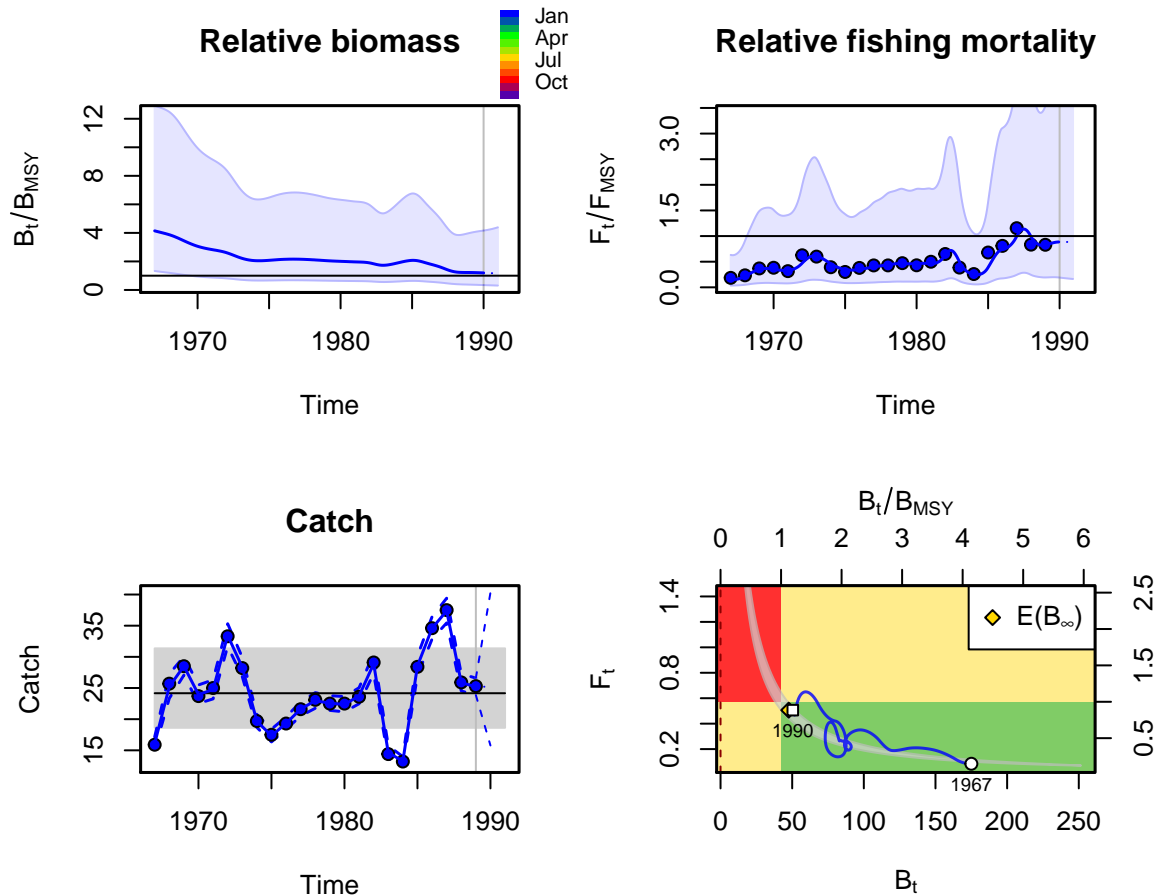 Relative biomass
Jan
Apr
Jul
Oct
Bt/BMSY
0 4 8 12
1970 1980 1990
Time
Relative fishing mortality
Ft/FMSY
0.0 1.5 3.0
1970 1980 1990
Time
Catch
Catch
15 25 35
1970 1980 1990
Time
Bt/BMSY
0 1 2 3 4 5 6
Ft
0.2 0.8 1.4
E(B∞)
1990
1967
0.5 1.5 2.5
0 50 100 150 200 250
Bt